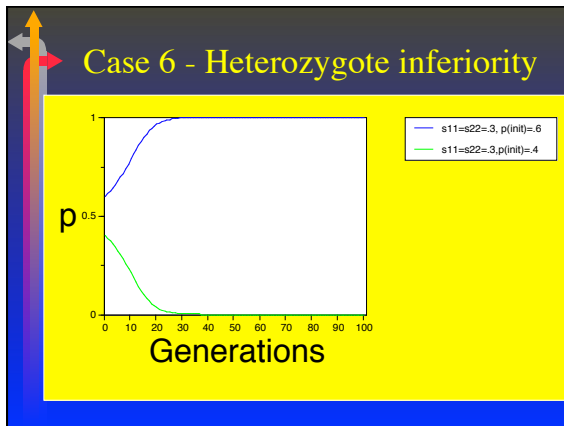 Case 6 - Heterozygote inferiority
1
0.5
0
p
0 10 20 30 40 50 60 70 80 90 100
Generations
s11=s22=.3, p(init)=.6
s11=s22=.3,p(init)=.4